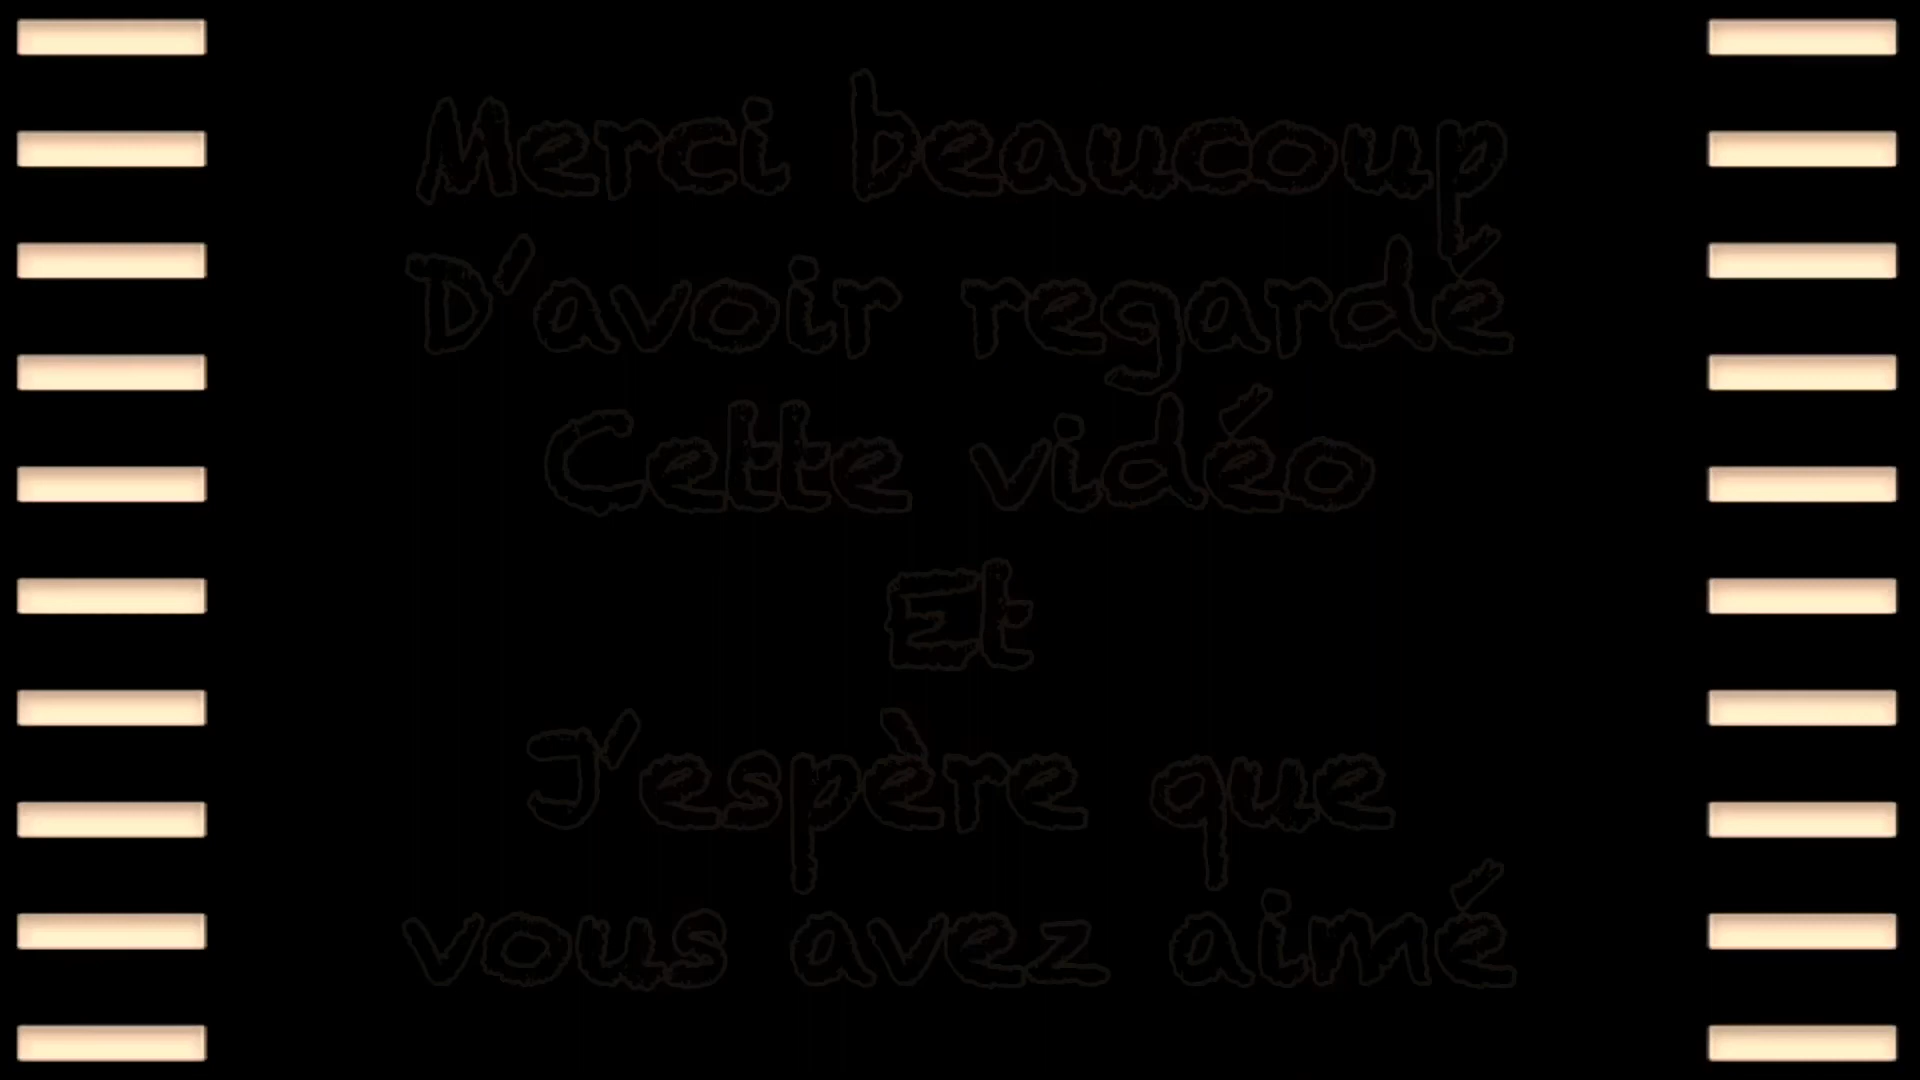 Merci beaucoup
D'avoir regardé
Cette vidéo
Et
J'espère que
vous avez aimé